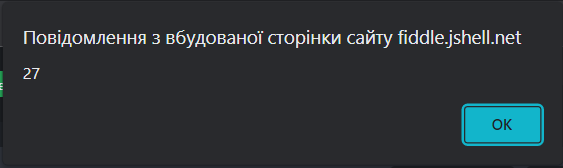 Повідомлення з вбудованої сторінки сайту fiddle.jshell.net
27
OK